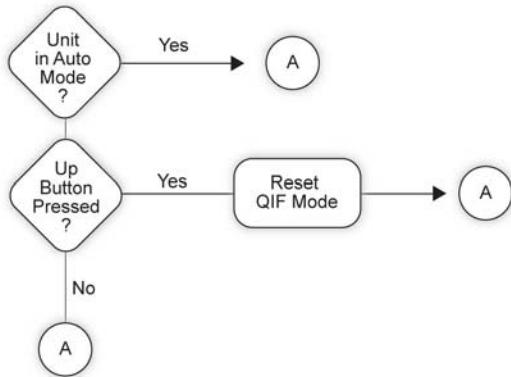 Unit
in Auto
Mode
?
Yes
A
Up
Button
Pressed
?
Yes
Reset
QIF Mode
A
No
A